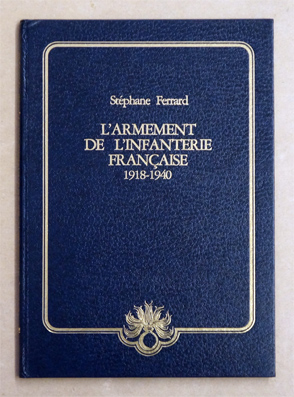 Stéphane Ferrard
L'ARMEMENT
DE L'INFANTERIE
FRANÇAISE
1918-1940